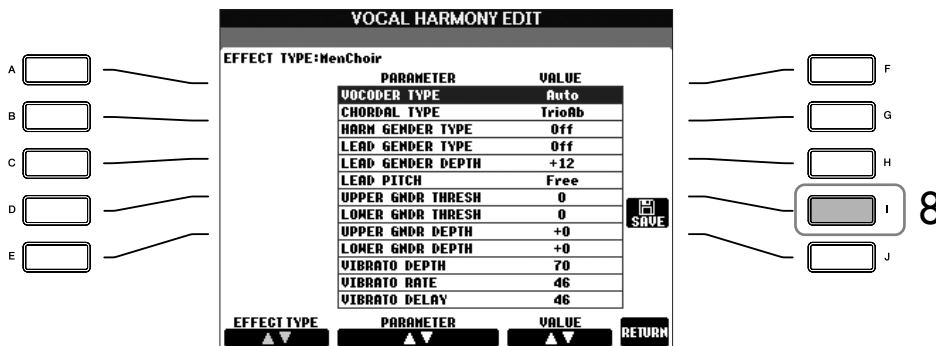 VOCAL HARMONY EDIT
EFFECT TYPE:MenChoir
PARAMETER VALUE
VOCODER TYPE Auto
CHORDAL TYPE TrioAb
HARM GENDER TYPE Off
LEAD GENDER TYPE Off
LEAD GENDER DEPTH +12
LEAD PITCH Free
UPPER GNDR THRESH 0
LOWER GNDR THRESH 0
UPPER GNDR DEPTH +0
LOWER GNDR DEPTH +0
VIBRATO DEPTH 70
VIBRATO RATE 46
VIBRATO DELAY 46
SAVE
EFFECT TYPE PARAMETER VALUE RETURN
A
B
C
D
E
F
G
H
I 8
J